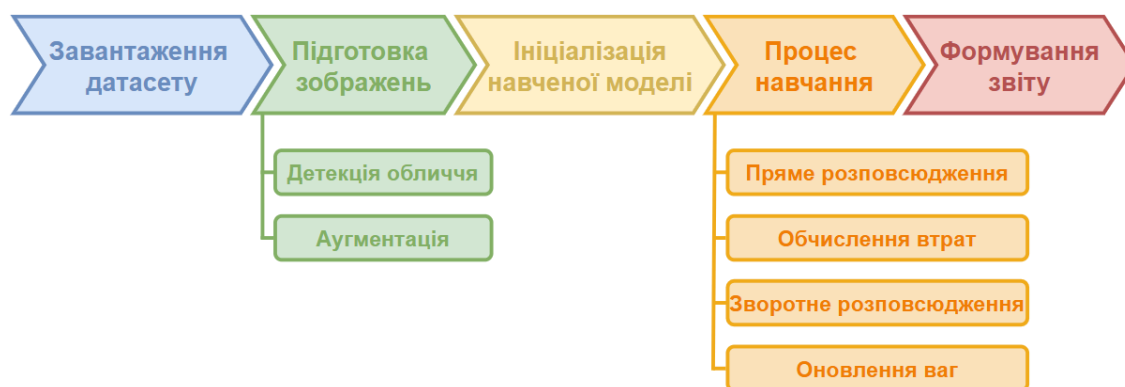 Завантаження
датасету
Підготовка
зображень
Ініціалізація
навченої моделі
Процес
навчання
Формування
звіту
Детекція обличчя
Аугментація
Пряме розповсюдження
Обчислення втрат
Зворотне розповсюдження
Оновлення ваг